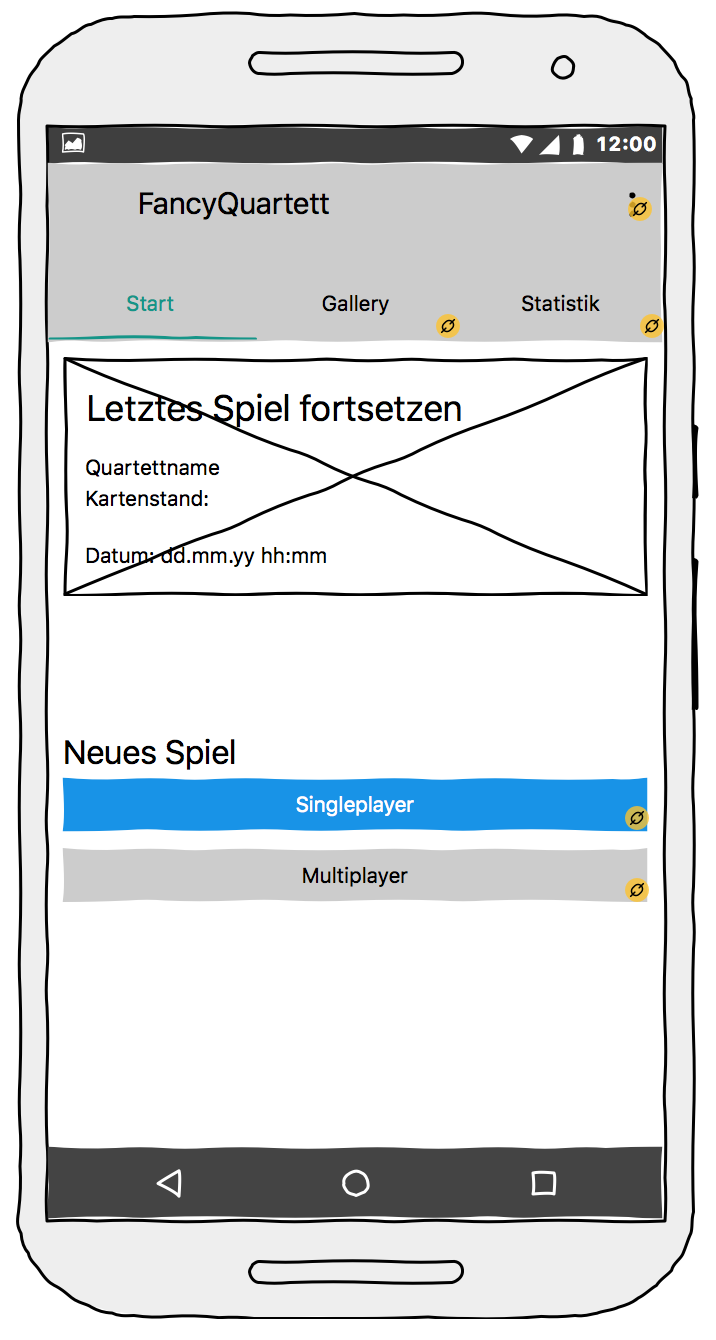 12:00
FancyQuartett
Start Gallery Statistik
Letztes Spiel fortsetzen
Quartettname
Kartenstand:
Datum: dd.mm.yy hh:mm
Neues Spiel
Singleplayer
Multiplayer